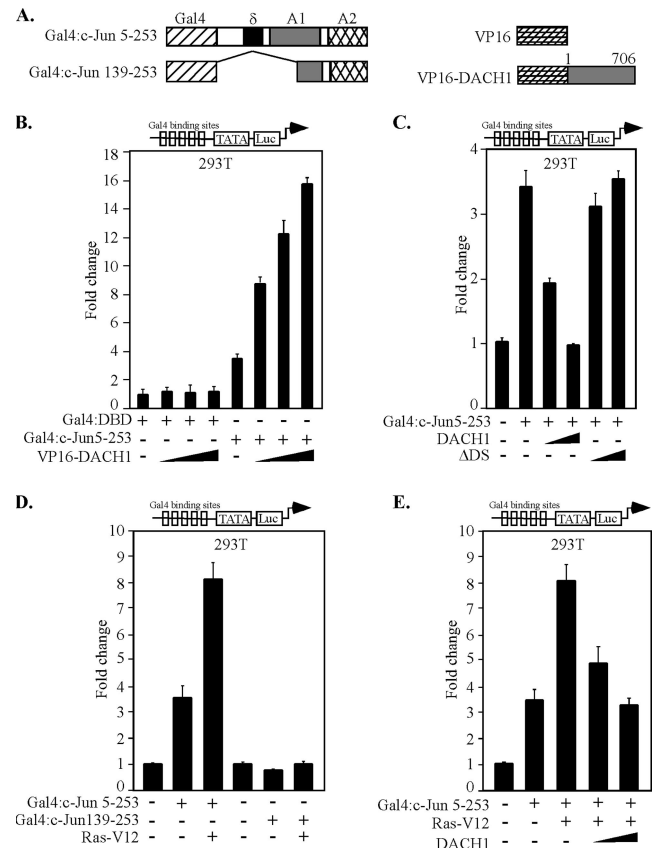 A.
Gal4 δ A1 A2
Gal4:c-Jun 5-253
Gal4:c-Jun 139-253
VP16
1 706
VP16-DACH1
B.
Gal4 binding sites
TATA Luc
293T
Fold change
18
16
14
12
10
8
6
4
2
0
Gal4:DBD + + + + - - - -
Gal4:c-Jun5-253 - - - - + + + +
VP16-DACH1 - -
C.
Gal4 binding sites
TATA Luc
293T
Fold change
4
3
2
1
0
Gal4:c-Jun5-253 - + + + + +
DACH1 - - - -
ΔDS - - - -
D.
Gal4 binding sites
TATA Luc
293T
Fold change
10
9
8
7
6
5
4
3
2
1
0
Gal4:c-Jun 5-253 - + + - - -
Gal4:c-Jun139-253 - - - - + +
Ras-V12 - - + - - +
E.
Gal4 binding sites
TATA Luc
293T
Fold change
10
9
8
7
6
5
4
3
2
1
0
Gal4:c-Jun 5-253 - + + + +
Ras-V12 - - + + +
DACH1 - - -